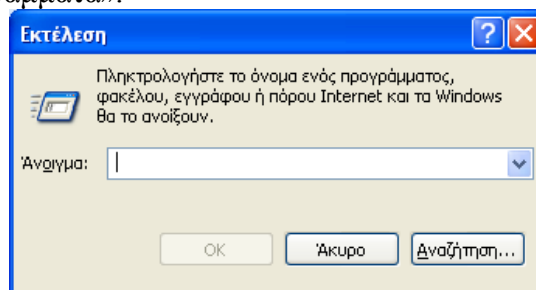 Εκτέλεση
Πληκτρολογήστε το όνομα ενός προγράμματος,
φακέλου, εγγράφου ή πόρου Internet και τα Windows
θα το ανοίξουν.
Άνοιγμα:
OK
Άκυρο
Αναζήτηση...